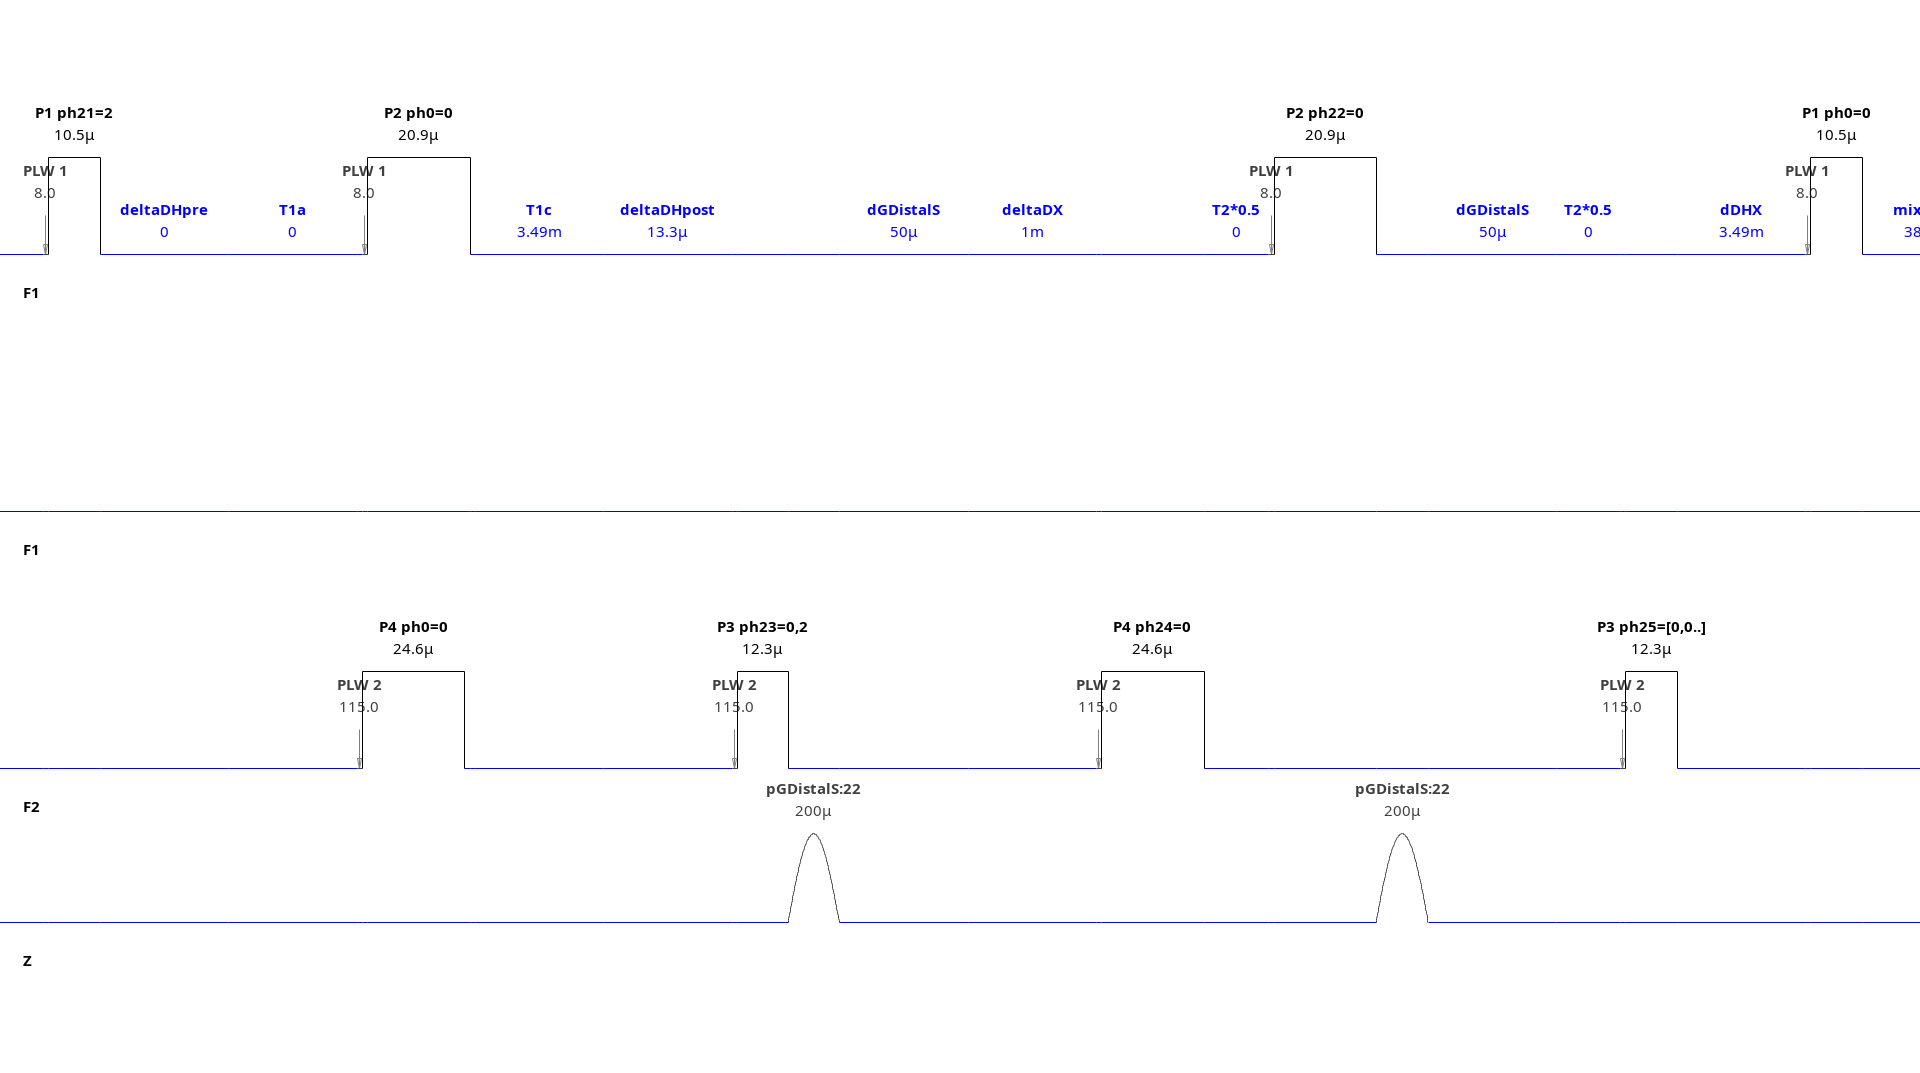 P1 ph21=2 P2 ph0=0 P2 ph22=0 P1 ph0=0
10.5μ 20.9μ 20.9μ 10.5μ
PLW 1 PLW 1 PLW 1 PLW 1
8.0 8.0 8.0 8.0
deltaDHpre T1a T1c deltaDHpost dGDistalS deltaDX T2*0.5 dGDistalS T2*0.5 dDHX mix
0 0 3.49m 13.3μ 50μ 1m 0 50μ 0 3.49m 38
F1
F1
P4 ph0=0 P3 ph23=0,2 P4 ph24=0 P3 ph25=[0,0..]
24.6μ 12.3μ 24.6μ 12.3μ
PLW 2 PLW 2 PLW 2 PLW 2
115.0 115.0 115.0 115.0
pGDistalS:22 pGDistalS:22
F2
200μ 200μ
Z